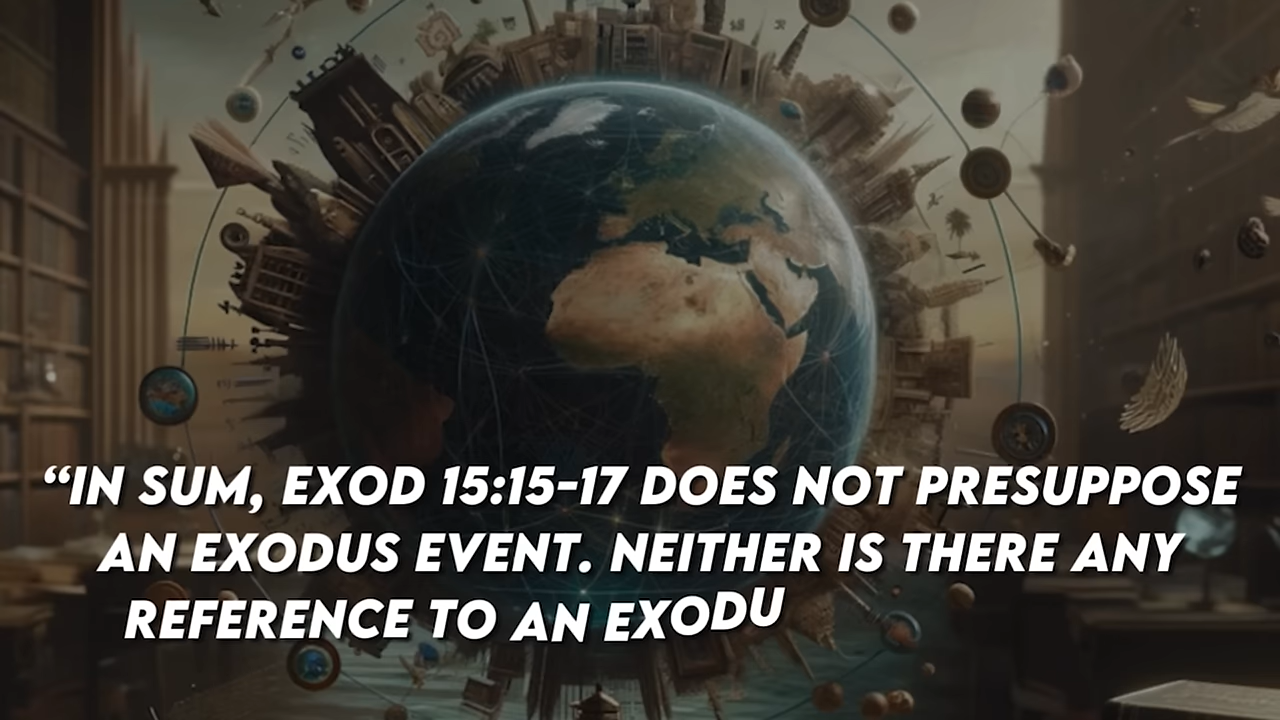 “IN SUM, EXOD 15:15-17 DOES NOT PRESUPPOSE
AN EXODUS EVENT. NEITHER IS THERE ANY
REFERENCE TO AN EXODU